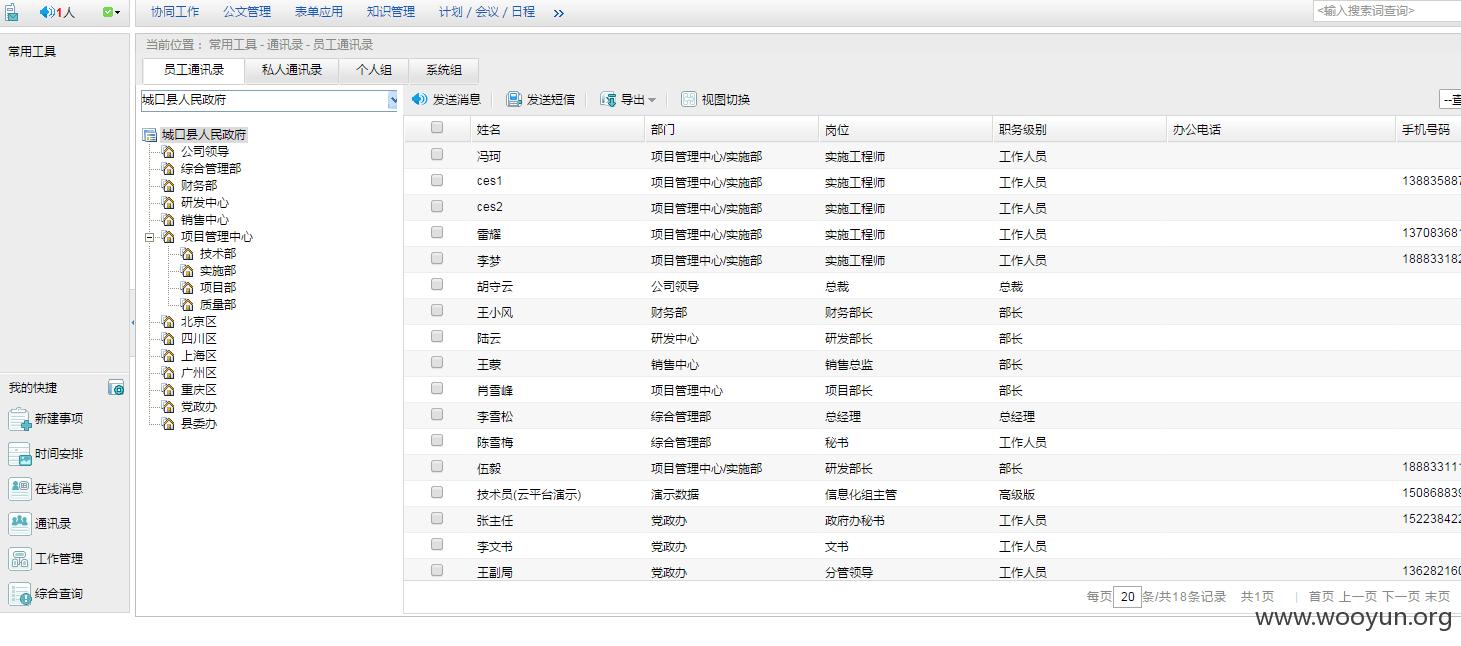 1人
协同工作 公文管理 表单应用 知识管理 计划 / 会议 / 日程 »
<输入搜索词查询>
常用工具
当前位置： 常用工具 - 通讯录 - 员工通讯录
员工通讯录 私人通讯录 个人组 系统组
城口县人民政府
发送消息 发送短信 导出 视图切换
城口县人民政府
公司领导
综合管理部
财务部
研发中心
销售中心
项目管理中心
技术部
实施部
项目部
质量部
北京区
四川区
上海区
广州区
重庆区
党政办
县委办
姓名 部门 岗位 职务级别 办公电话 手机号码
冯珂 项目管理中心/实施部 实施工程师 工作人员
ces1 项目管理中心/实施部 实施工程师 工作人员 138835887
ces2 项目管理中心/实施部 实施工程师 工作人员
雷耀 项目管理中心/实施部 实施工程师 工作人员 137083681
李梦 项目管理中心/实施部 实施工程师 工作人员 188833182
胡守云 公司领导 总裁 总裁
王小风 财务部 财务部长 部长
陆云 研发中心 研发部长 部长
王蒙 销售中心 销售总监 部长
肖雪峰 项目管理中心 项目部长 部长
李雪松 综合管理部 总经理 总经理
陈雪梅 综合管理部 秘书 工作人员
伍毅 项目管理中心/实施部 研发部长 部长 188833111
技术员(云平台演示) 演示数据 信息化组主管 高级版 150868839
张主任 党政办 政府办秘书 工作人员 152238422
李文书 党政办 文书 工作人员
王副局 党政办 分管领导 工作人员 136282160
每页 20 条/共18条记录 共1页 | 首页 上一页 下一页 末页
我的快捷
新建事项
时间安排
在线消息
通讯录
工作管理
综合查询
www.wooyun.org